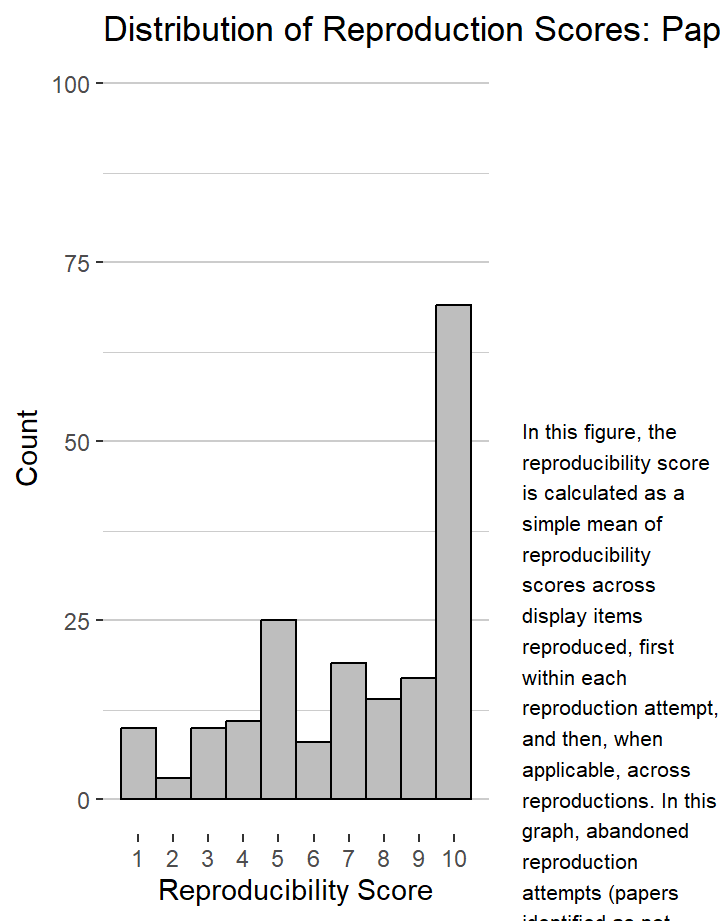 Distribution of Reproduction Scores: Pap
100
75
50
25
0
Count
1 2 3 4 5 6 7 8 9 10
Reproducibility Score
In this figure, the
reproducibility score
is calculated as a
simple mean of
reproducibility
scores across
display items
reproduced, first
within each
reproduction attempt,
and then, when
applicable, across
reproductions. In this
graph, abandoned
reproduction
attempts (papers
identified as not